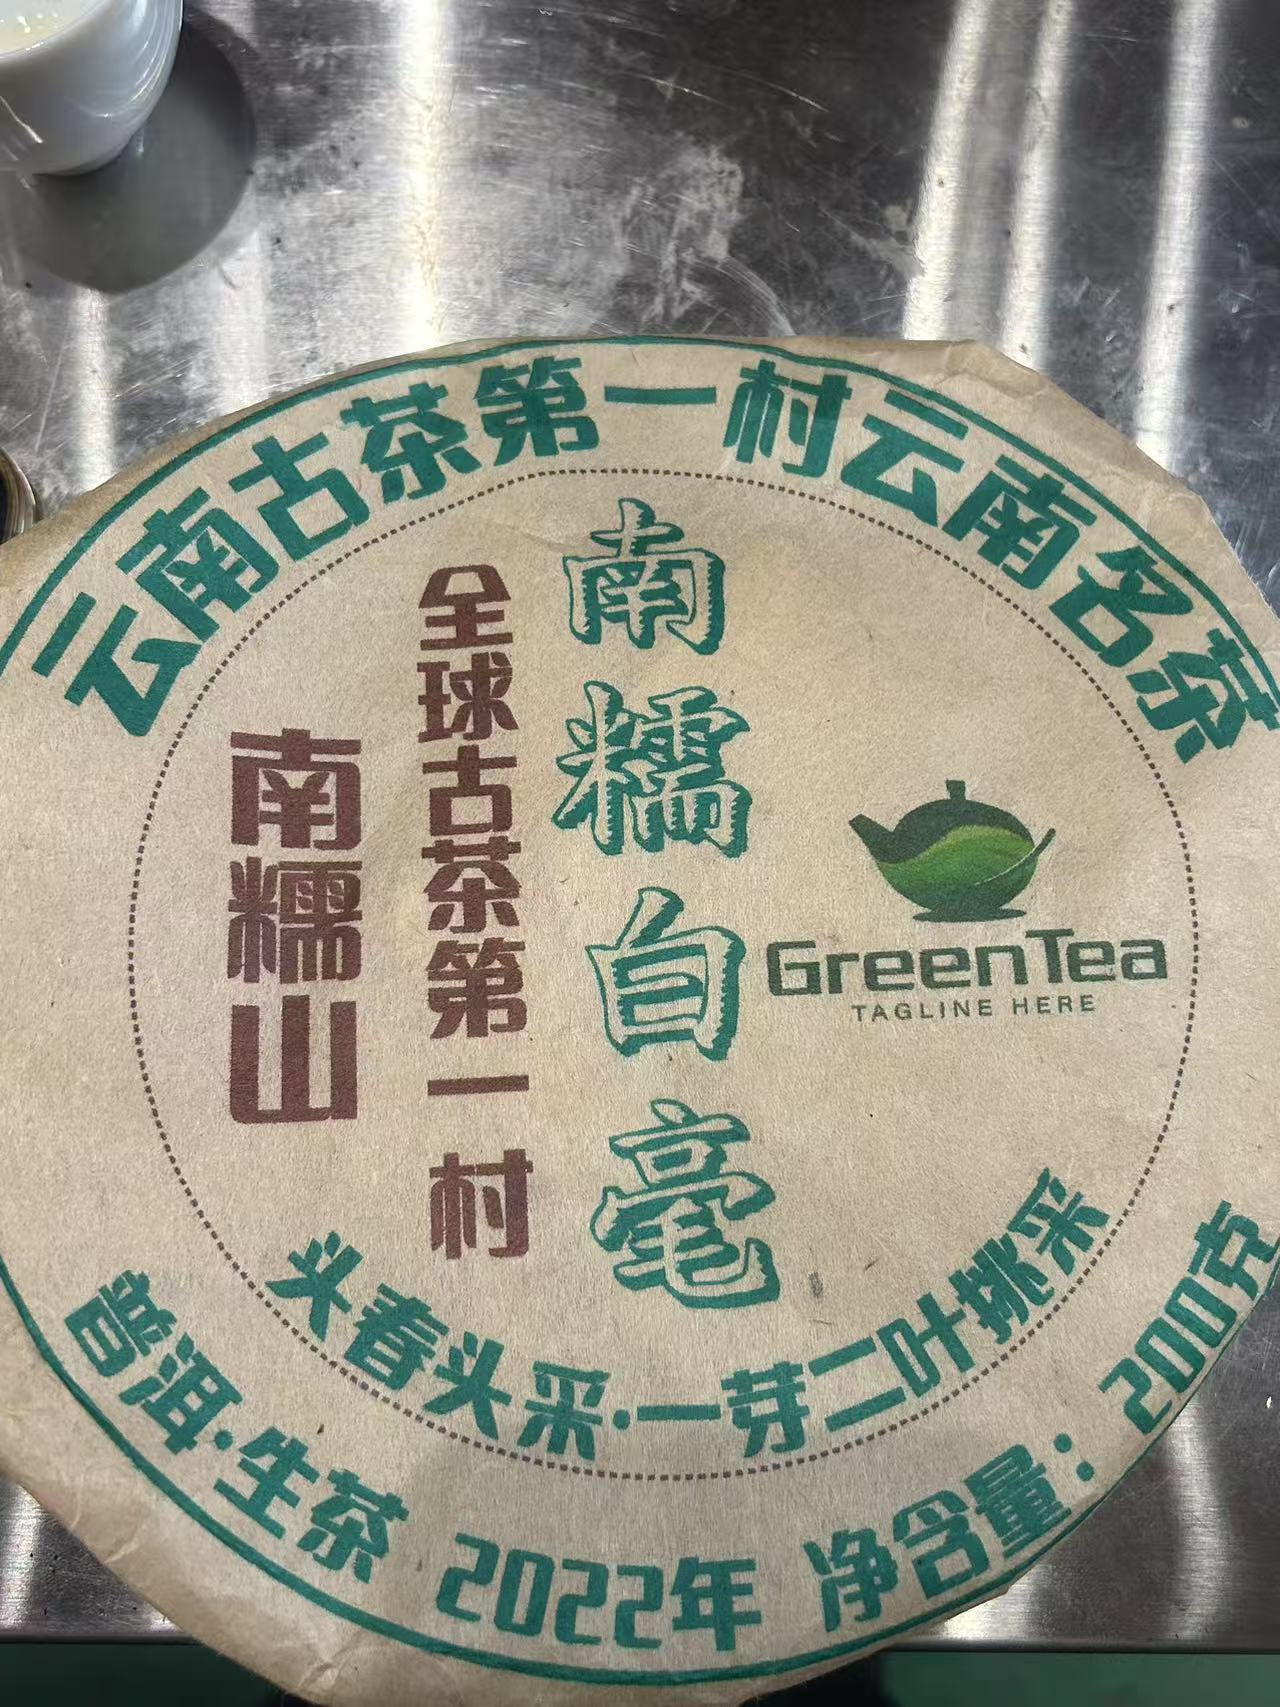 云南古茶第一村云南名茶
南糯白毫
全球古茶第一村
南糯山
GreenTea
TAGLINE HERE
头春头采·一芽二叶挑采
普洱·生茶 2022年 净含量：200克